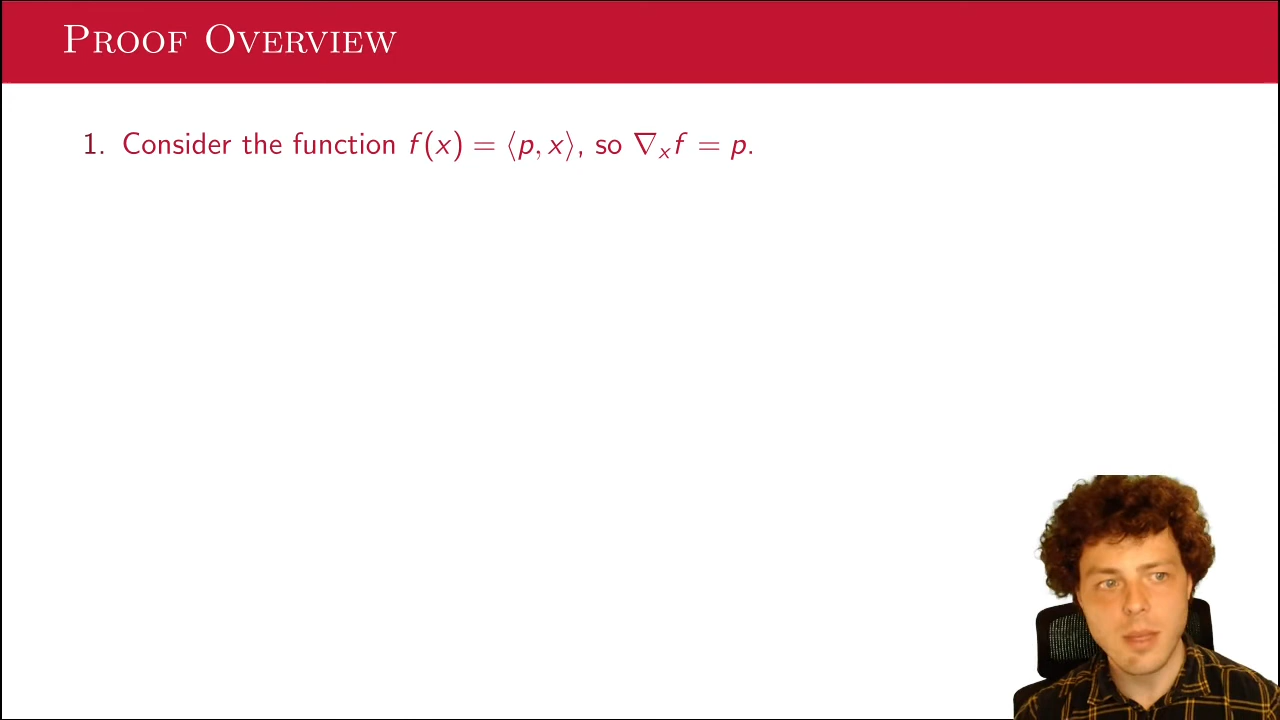 Proof Overview
1. Consider the function f(x) = ⟨p, x⟩, so ∇ₓf = p.